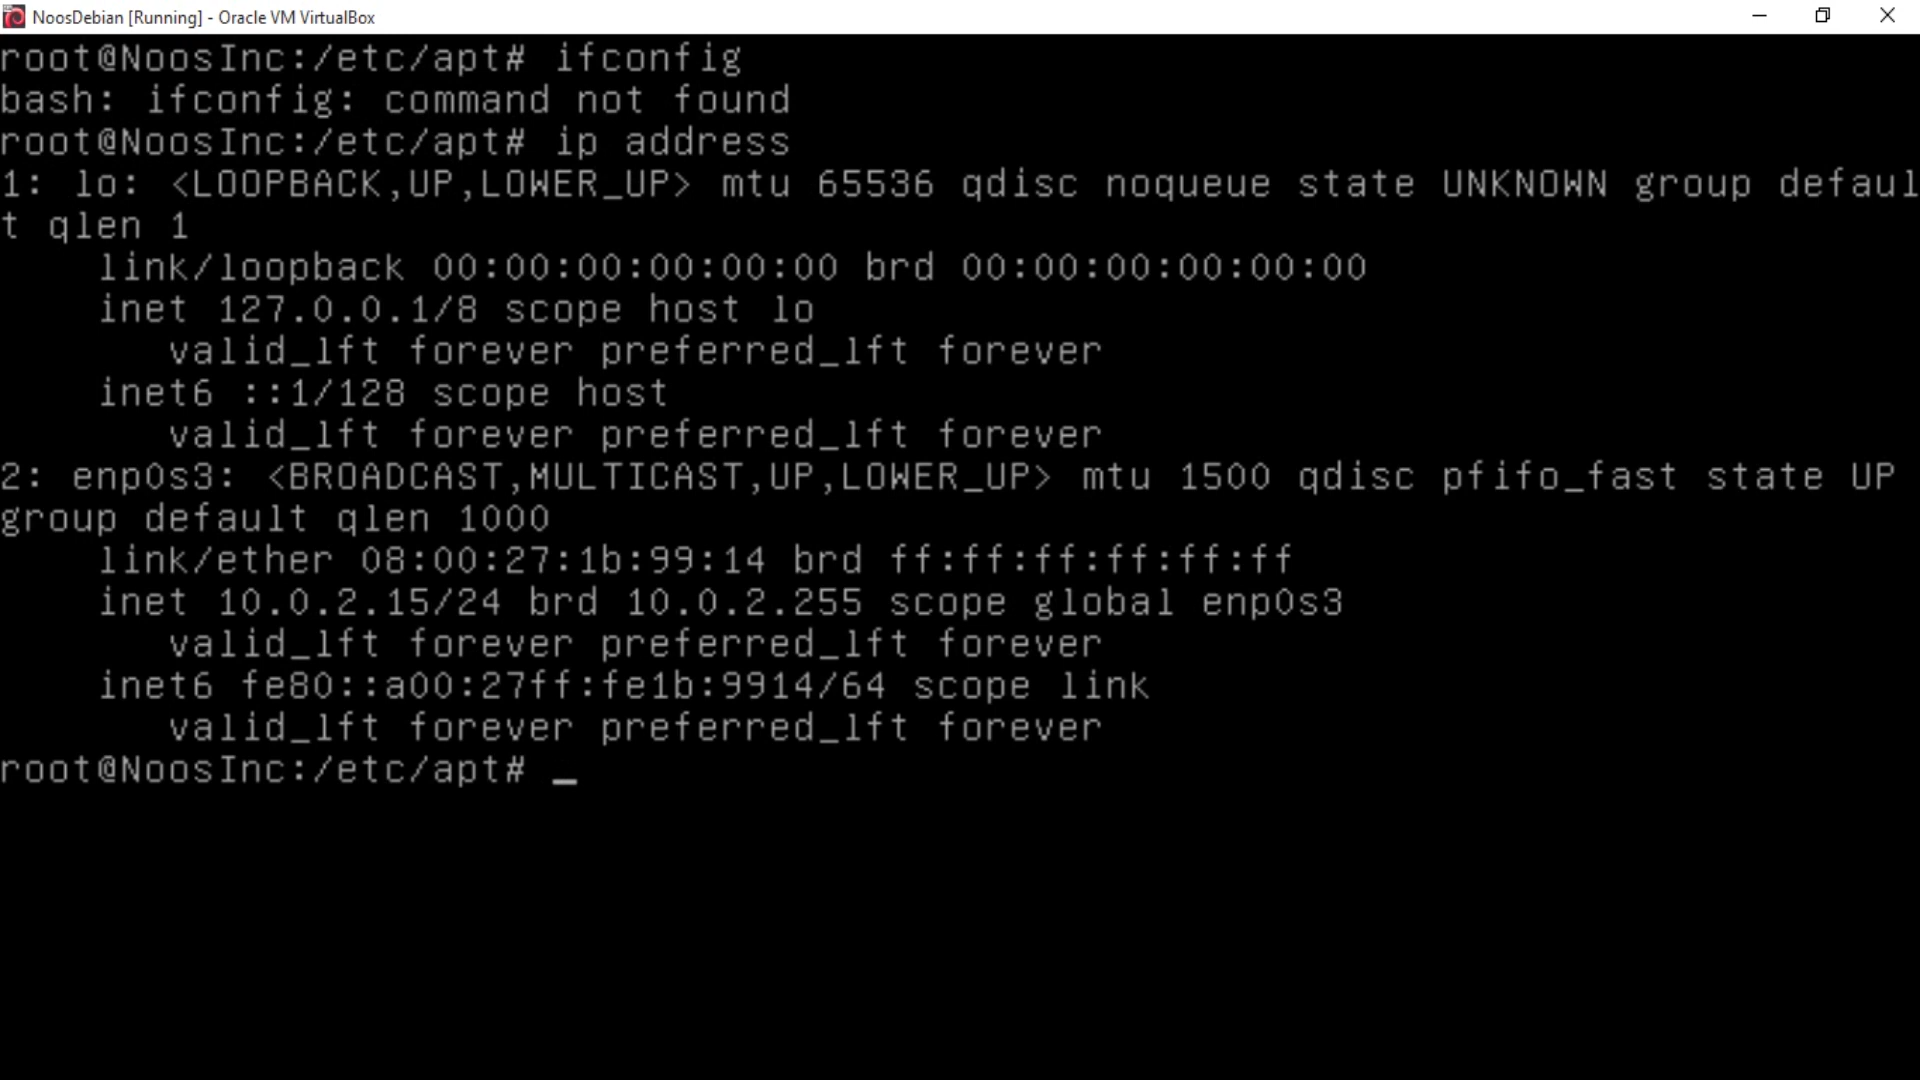 NoosDebian [Running] - Oracle VM VirtualBox
root@NoosInc:/etc/apt# ifconfig
bash: ifconfig: command not found
root@NoosInc:/etc/apt# ip address
1: lo: <LOOPBACK,UP,LOWER_UP> mtu 65536 qdisc noqueue state UNKNOWN group defaul
t qlen 1
    link/loopback 00:00:00:00:00:00 brd 00:00:00:00:00:00
    inet 127.0.0.1/8 scope host lo
       valid_lft forever preferred_lft forever
    inet6 ::1/128 scope host
       valid_lft forever preferred_lft forever
2: enp0s3: <BROADCAST,MULTICAST,UP,LOWER_UP> mtu 1500 qdisc pfifo_fast state UP
group default qlen 1000
    link/ether 08:00:27:1b:99:14 brd ff:ff:ff:ff:ff:ff
    inet 10.0.2.15/24 brd 10.0.2.255 scope global enp0s3
       valid_lft forever preferred_lft forever
    inet6 fe80::a00:27ff:fe1b:9914/64 scope link
       valid_lft forever preferred_lft forever
root@NoosInc:/etc/apt# _